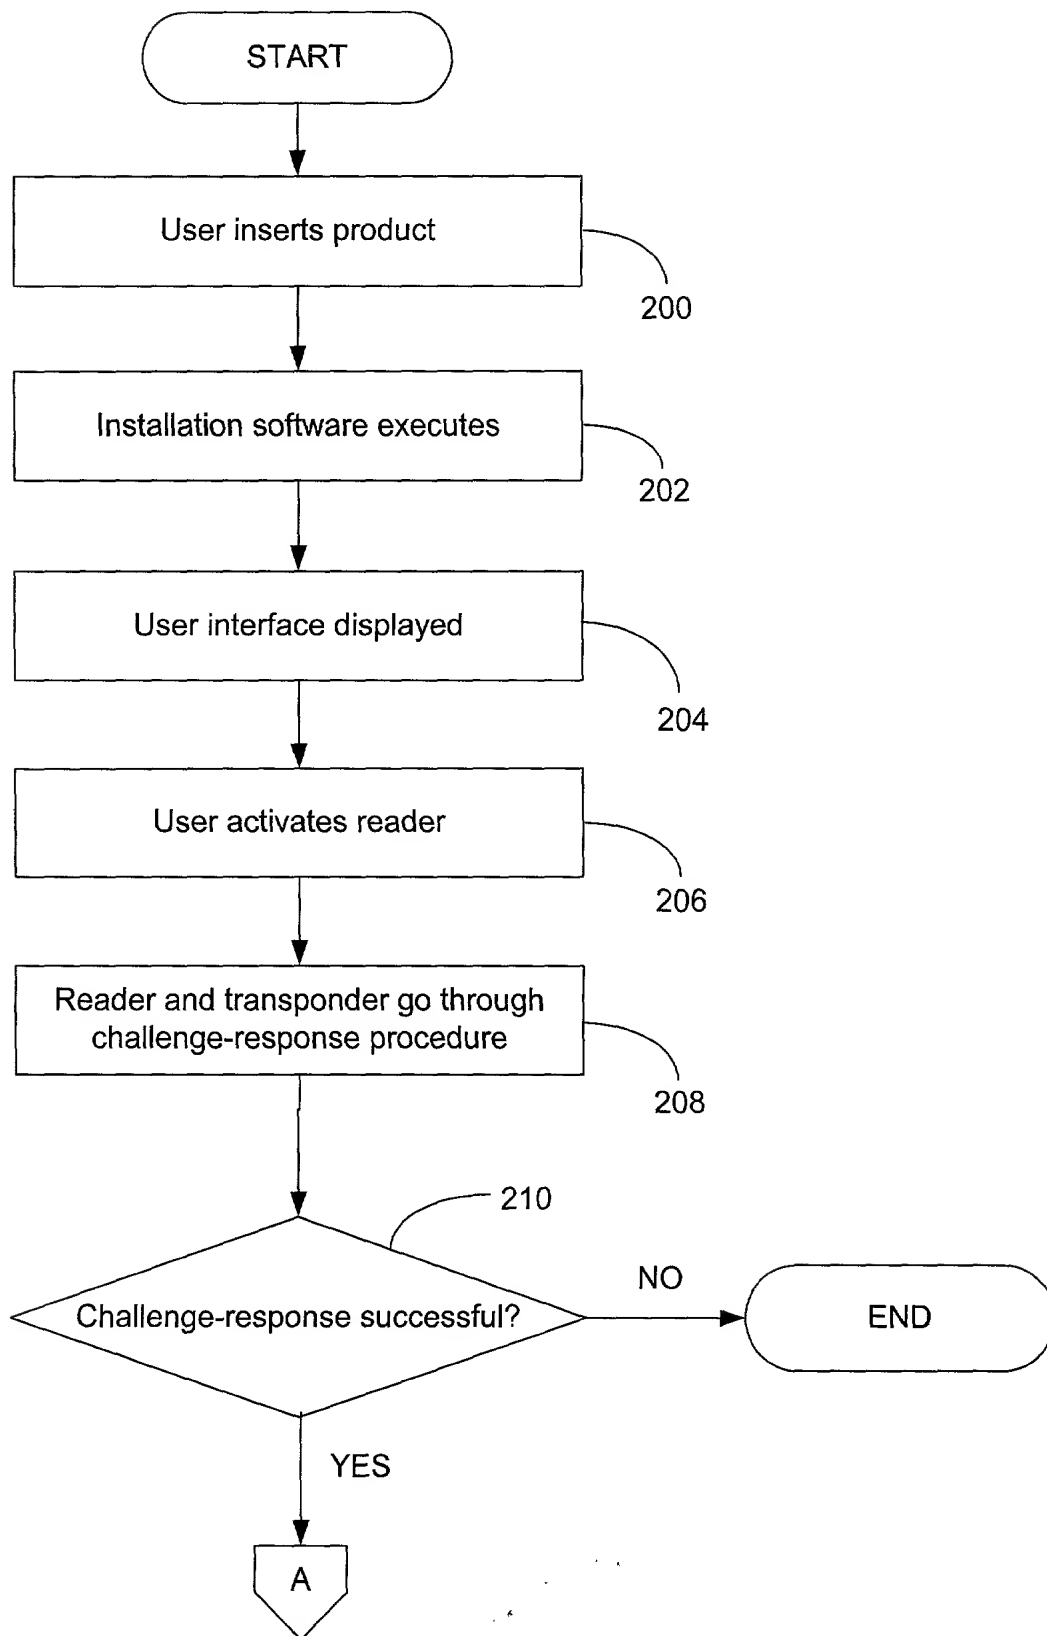 START
User inserts product
200
Installation software executes
202
User interface displayed
204
User activates reader
206
Reader and transponder go through
challenge-response procedure
208
210
Challenge-response successful?
NO
END
YES
A